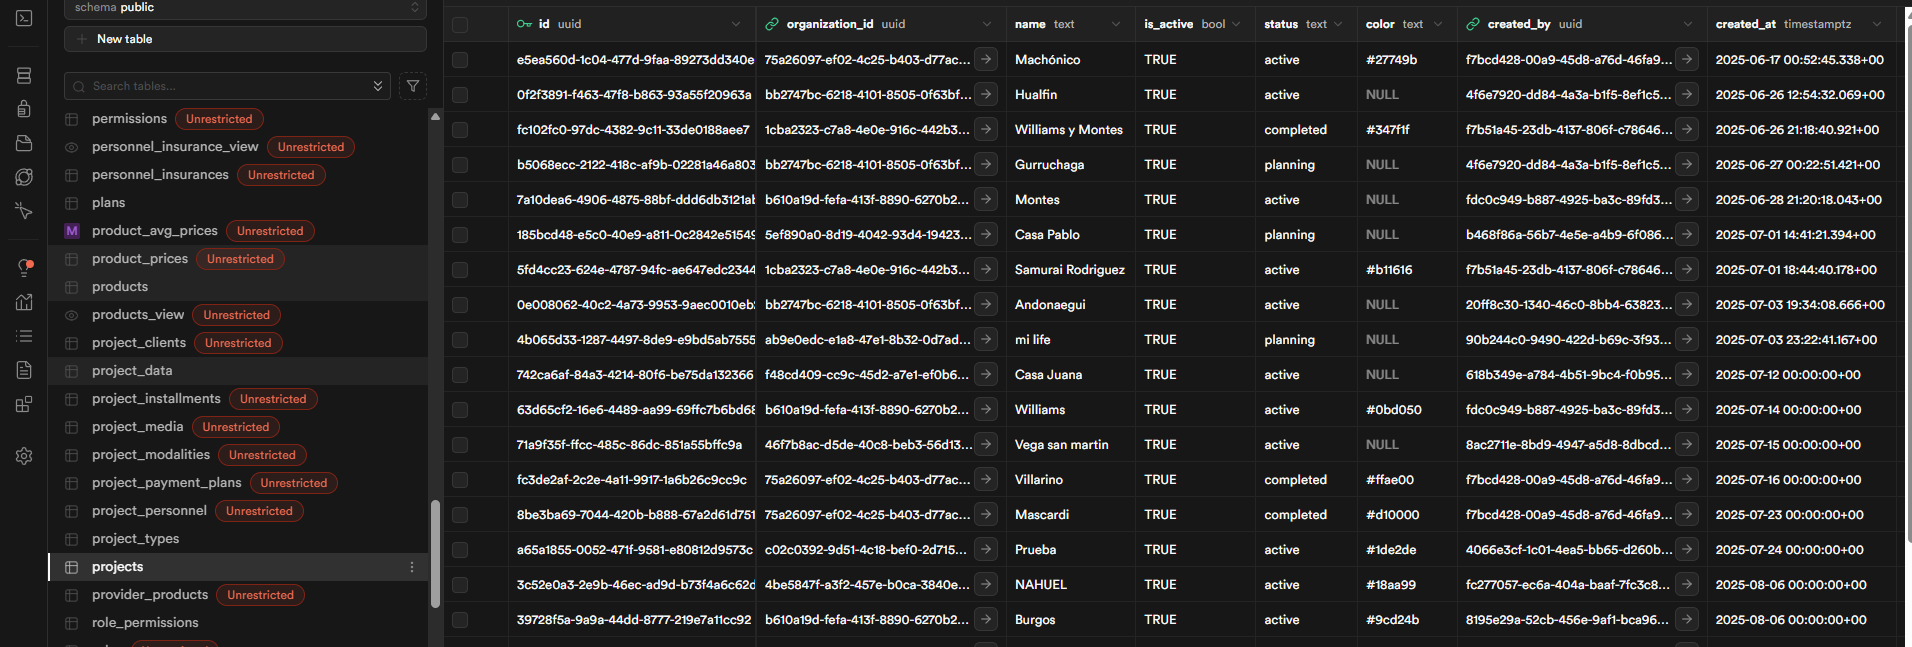 schema public
New table
Search tables...
permissions Unrestricted
personnel_insurance_view Unrestricted
personnel_insurances Unrestricted
plans
M product_avg_prices Unrestricted
product_prices Unrestricted
products
products_view Unrestricted
project_clients Unrestricted
project_data
project_installments Unrestricted
project_media Unrestricted
project_modalities Unrestricted
project_payment_plans Unrestricted
project_personnel Unrestricted
project_types
projects
provider_products Unrestricted
role_permissions
id uuid organization_id uuid name text is_active bool status text color text created_by uuid created_at timestamptz
e5ea560d-1c04-477d-9faa-89273dd340e 75a26097-ef02-4c25-b403-d77ac... Machónico TRUE active #27749b f7bcd428-00a9-45d8-a76d-46fa9... 2025-06-17 00:52:45.338+00
0f2f3891-f463-47f8-b863-93a55f20963a bb2747bc-6218-4101-8505-0f63bf... Hualfin TRUE active NULL 4f6e7920-dd84-4a3a-b1f5-8ef1c5... 2025-06-26 12:54:32.069+00
fc102fc0-97dc-4382-9c11-33de0188aee7 1cba2323-c7a8-4e0e-916c-442b3... Williams y Montes TRUE completed #347f1f f7b51a45-23db-4137-806f-c78646... 2025-06-26 21:18:40.921+00
b5068ecc-2122-418c-af9b-02281a46a803 bb2747bc-6218-4101-8505-0f63bf... Gurruchaga TRUE planning NULL 4f6e7920-dd84-4a3a-b1f5-8ef1c5... 2025-06-27 00:22:51.421+00
7a10dea6-4906-4875-88bf-ddd6db3121ab b610a19d-fefa-413f-8890-6270b2... Montes TRUE active NULL fdc0c949-b887-4925-ba3c-89fd3... 2025-06-28 21:20:18.043+00
185bcd48-e5c0-40e9-a811-0c2842e51549 5ef890a0-8d19-4042-93d4-19423... Casa Pablo TRUE planning NULL b468f86a-56b7-4e5e-a4b9-6f086... 2025-07-01 14:41:21.394+00
5fd4cc23-624e-4787-94fc-ae647edc2344 1cba2323-c7a8-4e0e-916c-442b3... Samurai Rodriguez TRUE active #b11616 f7b51a45-23db-4137-806f-c78646... 2025-07-01 18:44:40.178+00
0e008062-40c2-4a73-9953-9aec0010eb bb2747bc-6218-4101-8505-0f63bf... Andonaegui TRUE active NULL 20ff8c30-1340-46c0-8bb4-63823... 2025-07-03 19:34:08.666+00
4b065d33-1287-4497-8de9-e9bd5ab7555 ab9e0edc-e1a8-47e1-8b32-0d7ad... mi life TRUE planning NULL 90b244c0-9490-422d-b69c-3f93... 2025-07-03 23:22:41.167+00
742ca6af-84a3-4214-80f6-be75da132366 f48cd409-cc9c-45d2-a7e1-ef0b6... Casa Juana TRUE active NULL 618b349e-a784-4b51-9bc4-f0b95... 2025-07-12 00:00:00+00
63d65cf2-16e6-4489-aa99-69ffc7b6bd68 b610a19d-fefa-413f-8890-6270b2... Williams TRUE active #0bd050 fdc0c949-b887-4925-ba3c-89fd3... 2025-07-14 00:00:00+00
71a9f35f-ffcc-485c-86dc-851a55bffc9a 46f7b8ac-d5de-40c8-beb3-56d13... Vega san martin TRUE active NULL 8ac2711e-8bd9-4947-a5d8-8dbcd... 2025-07-15 00:00:00+00
fc3de2af-2c2e-4a11-9917-1a6b26c9cc9c 75a26097-ef02-4c25-b403-d77ac... Villarino TRUE completed #ffae00 f7bcd428-00a9-45d8-a76d-46fa9... 2025-07-16 00:00:00+00
8be3ba69-7044-420b-b888-67a2d61d751 75a26097-ef02-4c25-b403-d77ac... Mascardi TRUE completed #d10000 f7bcd428-00a9-45d8-a76d-46fa9... 2025-07-23 00:00:00+00
a65a1855-0052-471f-9581-e80812d9573c c02c0392-9d51-4c18-bef0-2d715... Prueba TRUE active #1de2de 4066e3cf-1c01-4ea5-bb65-d260b... 2025-07-24 00:00:00+00
3c52e0a3-2e9b-46ec-ad9d-b73f4a6c62d 4be5847f-a3f2-457e-b0ca-3840e... NAHUEL TRUE active #18aa99 fc277057-ec6a-404a-baaf-7fc3c8... 2025-08-06 00:00:00+00
39728f5a-9a9a-44dd-8777-219e7a11cc92 b610a19d-fefa-413f-8890-6270b2... Burgos TRUE active #9cd24b 8195e29a-52cb-456e-9af1-bca96... 2025-08-06 00:00:00+00